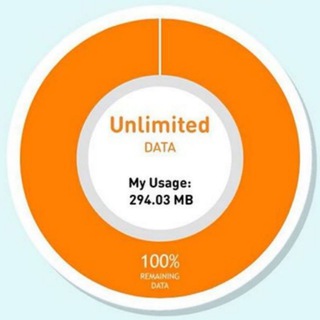 Unlimited
DATA
My Usage:
294.03 MB
100%
REMAINING
DATA